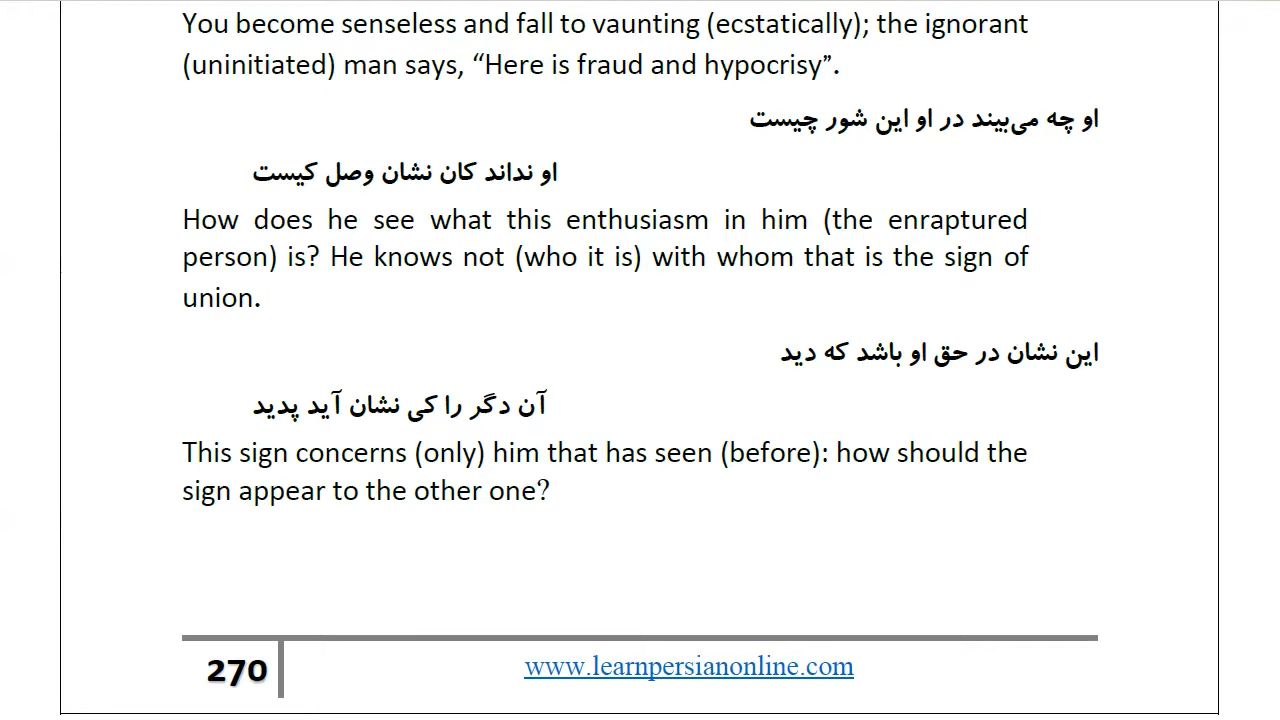 You become senseless and fall to vaunting (ecstatically); the ignorant
(uninitiated) man says, “Here is fraud and hypocrisy”.
او چه می‌بیند در او این شور چیست
او نداند کان نشان وصل کیست
How does he see what this enthusiasm in him (the enraptured
person) is? He knows not (who it is) with whom that is the sign of
union.
این نشان در حق او باشد که دید
آن دگر را کی نشان آید پدید
This sign concerns (only) him that has seen (before): how should the
sign appear to the other one?
270
www.learnpersianonline.com